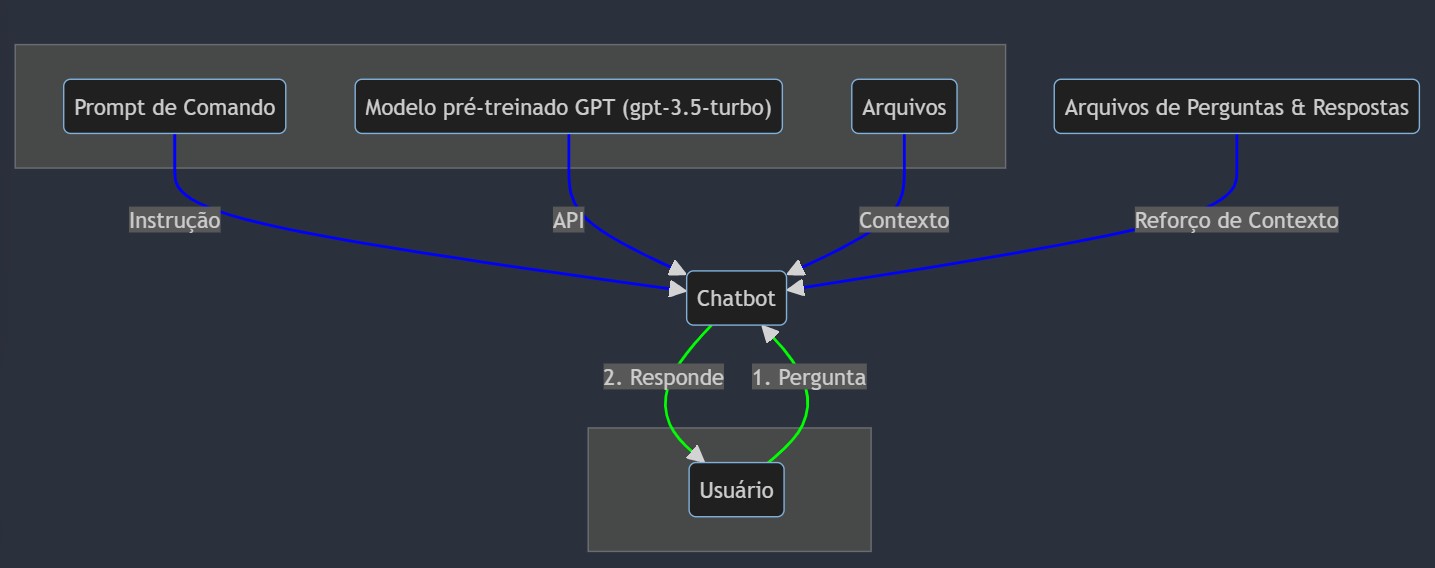 Prompt de Comando
Modelo pré-treinado GPT (gpt-3.5-turbo)
Arquivos
Arquivos de Perguntas & Respostas
Instrução
API
Contexto
Reforço de Contexto
Chatbot
2. Responde
1. Pergunta
Usuário